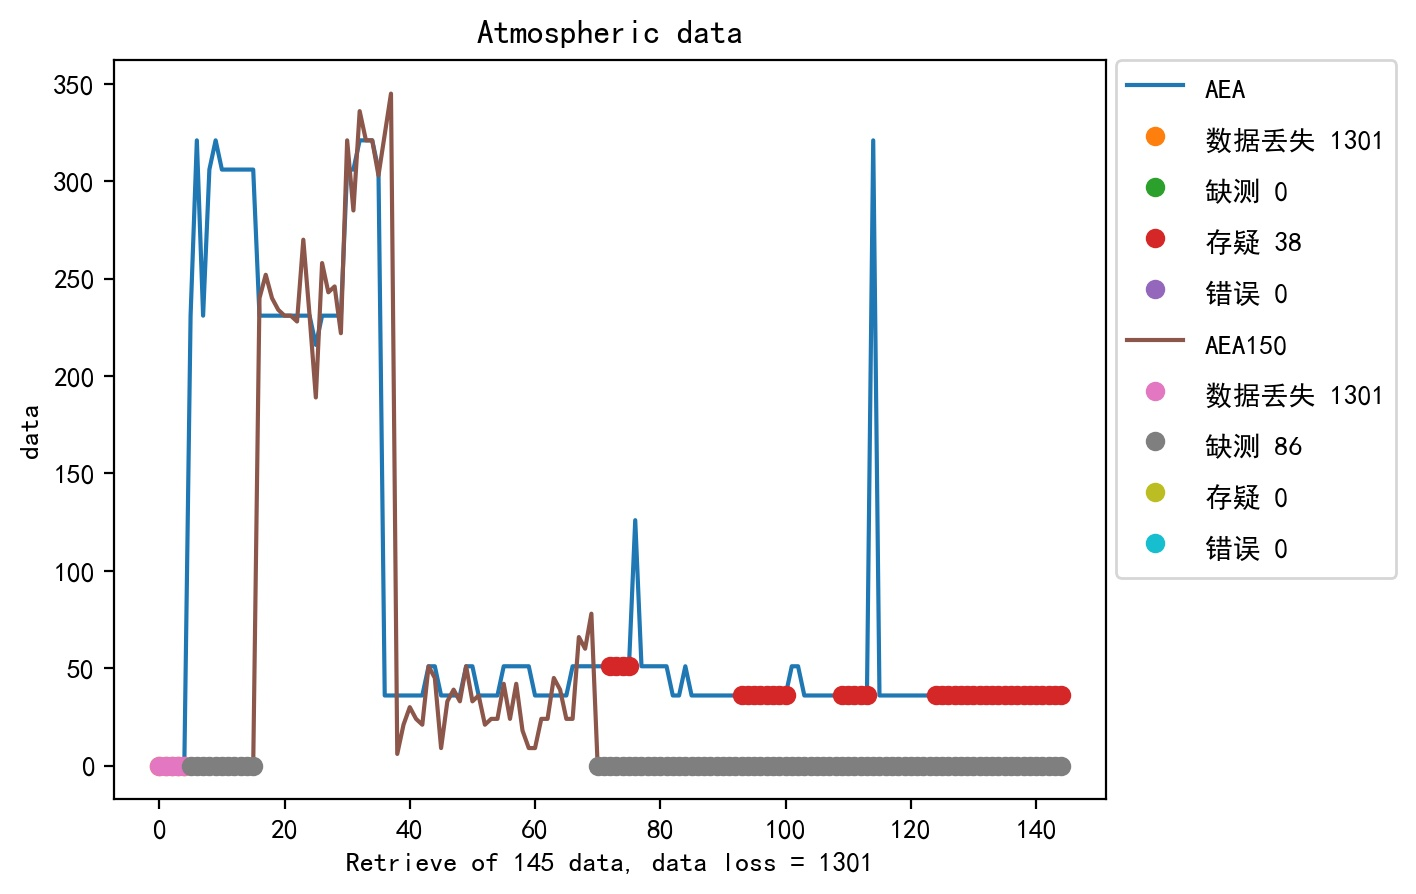 Atmospheric data
350
300
250
200
150
100
50
0
data
0 20 40 60 80 100 120 140
Retrieve of 145 data, data loss = 1301
AEA
数据丢失 1301
缺测 0
存疑 38
错误 0
AEA150
数据丢失 1301
缺测 86
存疑 0
错误 0